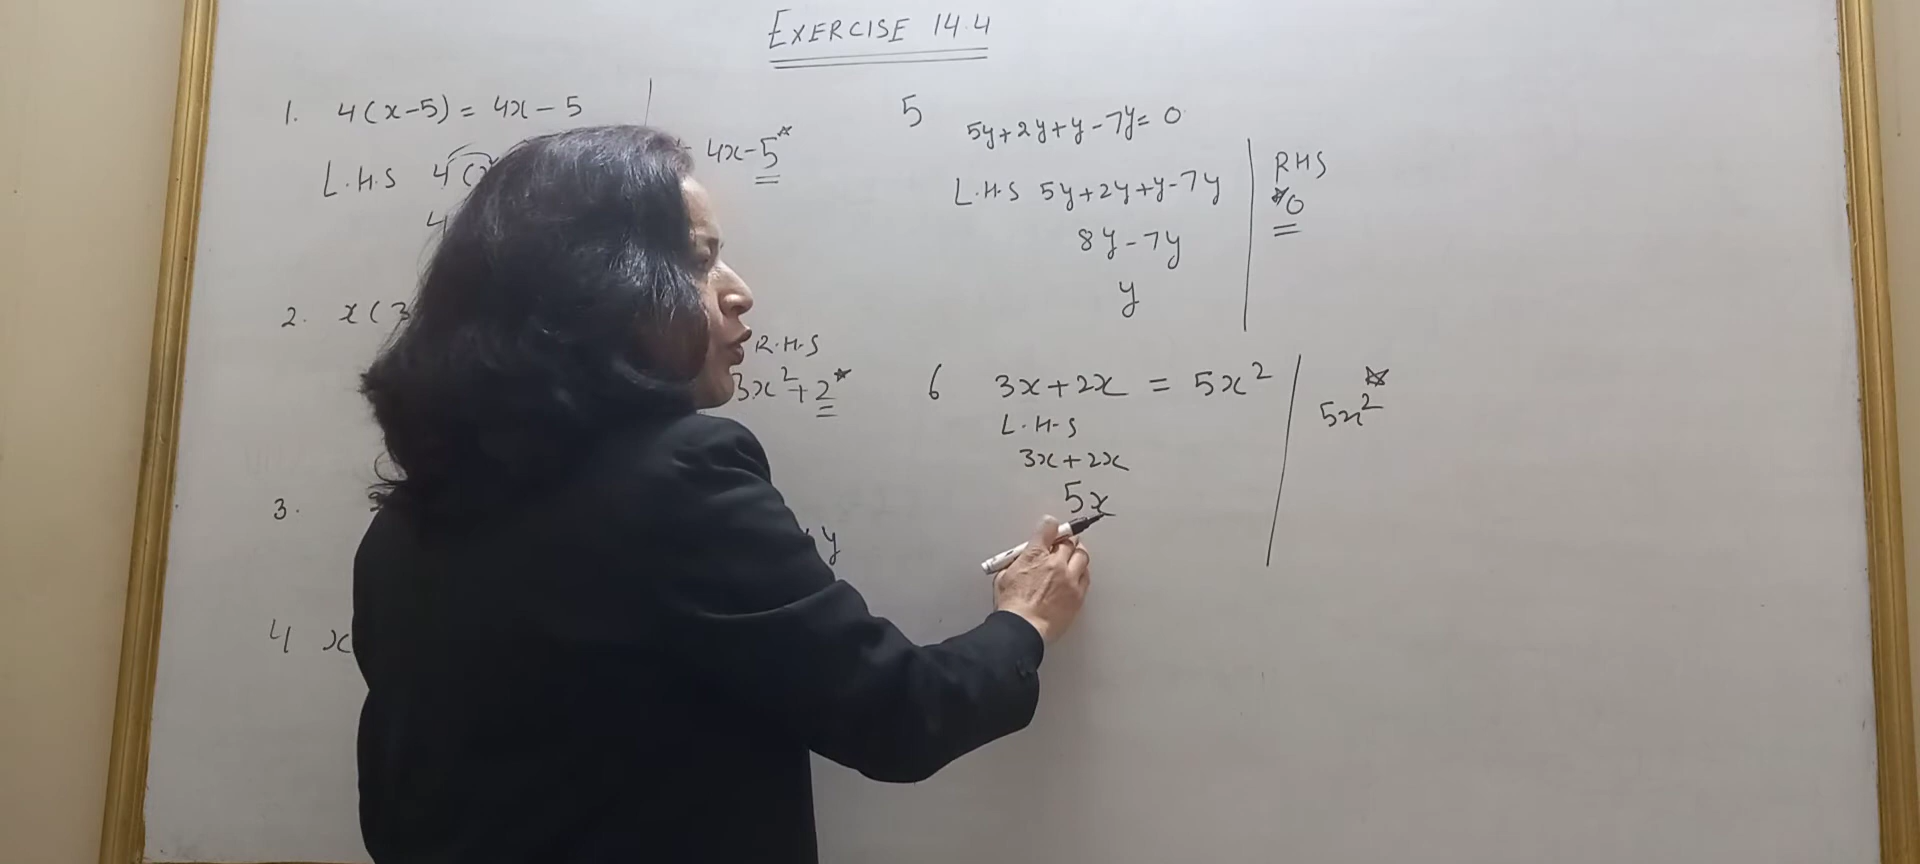 EXERCISE 14.4
1. 4(x-5) = 4x - 5
L.H.S 4(
4x-5*
4
2. x(3
R.H.S
3x²+2*
3.
y
4 x
5 5y+2y+y-7y=0
L.H.S 5y+2y+y-7y
RHS
*0
8y-7y
y
6 3x+2x = 5x²
5x²*
L.H.S
3x+2x
5x